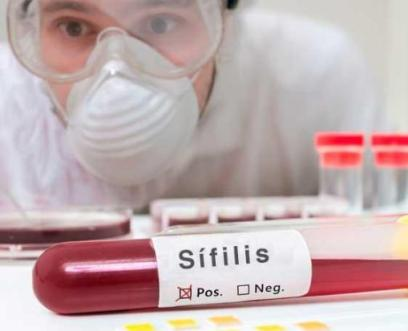 Sífilis
☒ Pos. ☐ Neg.